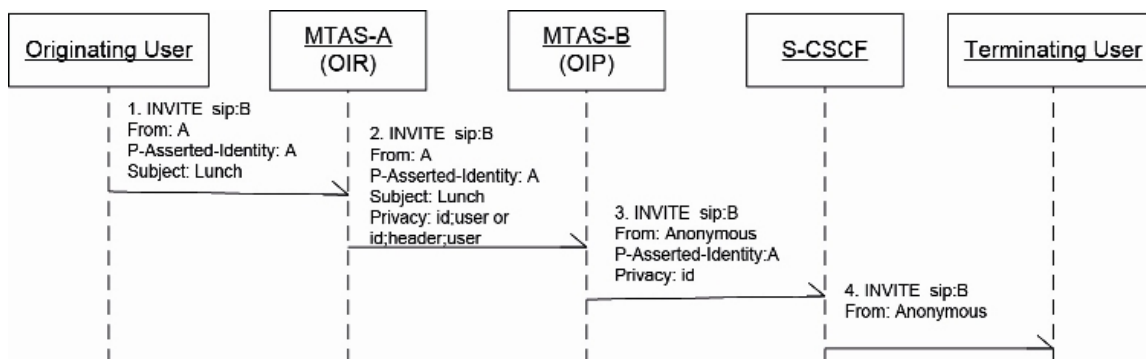 Originating User
MTAS-A
(OIR)
MTAS-B
(OIP)
S-CSCF
Terminating User
1. INVITE sip:B
From: A
P-Asserted-Identity: A
Subject: Lunch
2. INVITE sip:B
From: A
P-Asserted-Identity: A
Subject: Lunch
Privacy: id;user or
id;header;user
3. INVITE sip:B
From: Anonymous
P-Asserted-Identity:A
Privacy: id
4. INVITE sip:B
From: Anonymous